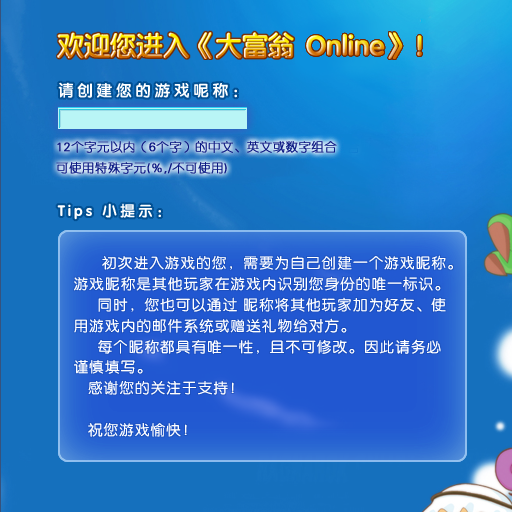 欢迎您进入《大富翁 Online》!
请创建您的游戏昵称:
12个字元以内(6个字)的中文、英文或数字组合
可使用特殊字元(%,/不可使用)
Tips 小提示:
初次进入游戏的您,需要为自己创建一个游戏昵称。
游戏昵称是其他玩家在游戏内识别您身份的唯一标识。
同时,您也可以通过 昵称将其他玩家加为好友、使
用游戏内的邮件系统或赠送礼物给对方。
每个昵称都具有唯一性,且不可修改。因此请务必
谨慎填写。
感谢您的关注于支持!
祝您游戏愉快!